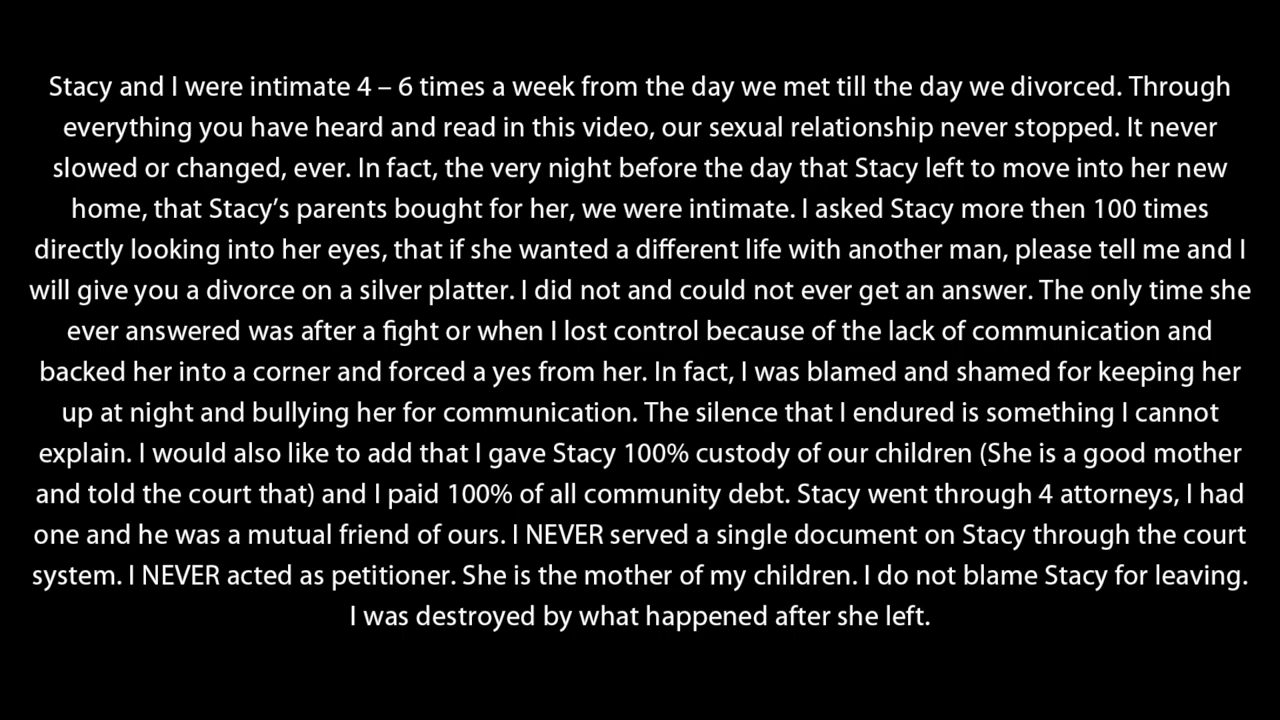 Stacy and I were intimate 4 – 6 times a week from the day we met till the day we divorced. Through
everything you have heard and read in this video, our sexual relationship never stopped. It never
slowed or changed, ever. In fact, the very night before the day that Stacy left to move into her new
home, that Stacy’s parents bought for her, we were intimate. I asked Stacy more then 100 times
directly looking into her eyes, that if she wanted a different life with another man, please tell me and I
will give you a divorce on a silver platter. I did not and could not ever get an answer. The only time she
ever answered was after a fight or when I lost control because of the lack of communication and
backed her into a corner and forced a yes from her. In fact, I was blamed and shamed for keeping her
up at night and bullying her for communication. The silence that I endured is something I cannot
explain. I would also like to add that I gave Stacy 100% custody of our children (She is a good mother
and told the court that) and I paid 100% of all community debt. Stacy went through 4 attorneys, I had
one and he was a mutual friend of ours. I NEVER served a single document on Stacy through the court
system. I NEVER acted as petitioner. She is the mother of my children. I do not blame Stacy for leaving.
I was destroyed by what happened after she left.